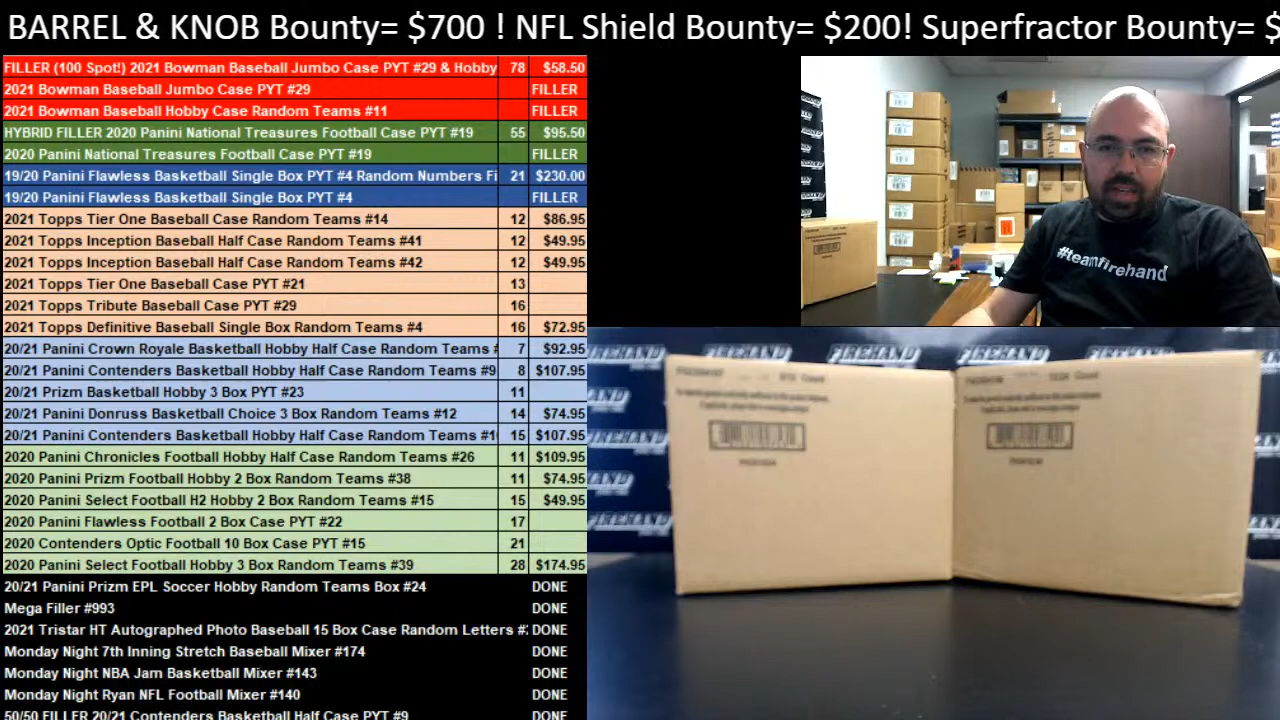 BARREL & KNOB Bounty= $700 ! NFL Shield Bounty= $200! Superfractor Bounty= $
FILLER (100 Spot!) 2021 Bowman Baseball Jumbo Case PYT #29 & Hobby 78 $58.50
2021 Bowman Baseball Jumbo Case PYT #29 FILLER
2021 Bowman Baseball Hobby Case Random Teams #11 FILLER
HYBRID FILLER 2020 Panini National Treasures Football Case PYT #19 55 $95.50
2020 Panini National Treasures Football Case PYT #19 FILLER
19/20 Panini Flawless Basketball Single Box PYT #4 Random Numbers Fi 21 $230.00
19/20 Panini Flawless Basketball Single Box PYT #4 FILLER
2021 Topps Tier One Baseball Case Random Teams #14 12 $86.95
2021 Topps Inception Baseball Half Case Random Teams #41 12 $49.95
2021 Topps Inception Baseball Half Case Random Teams #42 12 $49.95
2021 Topps Tier One Baseball Case PYT #21 13
2021 Topps Tribute Baseball Case PYT #29 16
2021 Topps Definitive Baseball Single Box Random Teams #4 16 $72.95
20/21 Panini Crown Royale Basketball Hobby Half Case Random Teams # 7 $92.95
20/21 Panini Contenders Basketball Hobby Half Case Random Teams #9 8 $107.95
20/21 Prizm Basketball Hobby 3 Box PYT #23 11
20/21 Panini Donruss Basketball Choice 3 Box Random Teams #12 14 $74.95
20/21 Panini Contenders Basketball Hobby Half Case Random Teams #1 15 $107.95
2020 Panini Chronicles Football Hobby Half Case Random Teams #26 11 $109.95
2020 Panini Prizm Football Hobby 2 Box Random Teams #38 11 $74.95
2020 Panini Select Football H2 Hobby 2 Box Random Teams #15 15 $49.95
2020 Panini Flawless Football 2 Box Case PYT #22 17
2020 Contenders Optic Football 10 Box Case PYT #15 21
2020 Panini Select Football Hobby 3 Box Random Teams #39 28 $174.95
20/21 Panini Prizm EPL Soccer Hobby Random Teams Box #24 DONE
Mega Filler #993 DONE
2021 Tristar HT Autographed Photo Baseball 15 Box Case Random Letters # DONE
Monday Night 7th Inning Stretch Baseball Mixer #174 DONE
Monday Night NBA Jam Basketball Mixer #143 DONE
Monday Night Ryan NFL Football Mixer #140 DONE
50/50 FILLER 20/21 Contenders Basketball Half Case PYT #9 DONE
#teamfirehand
FIREHAND